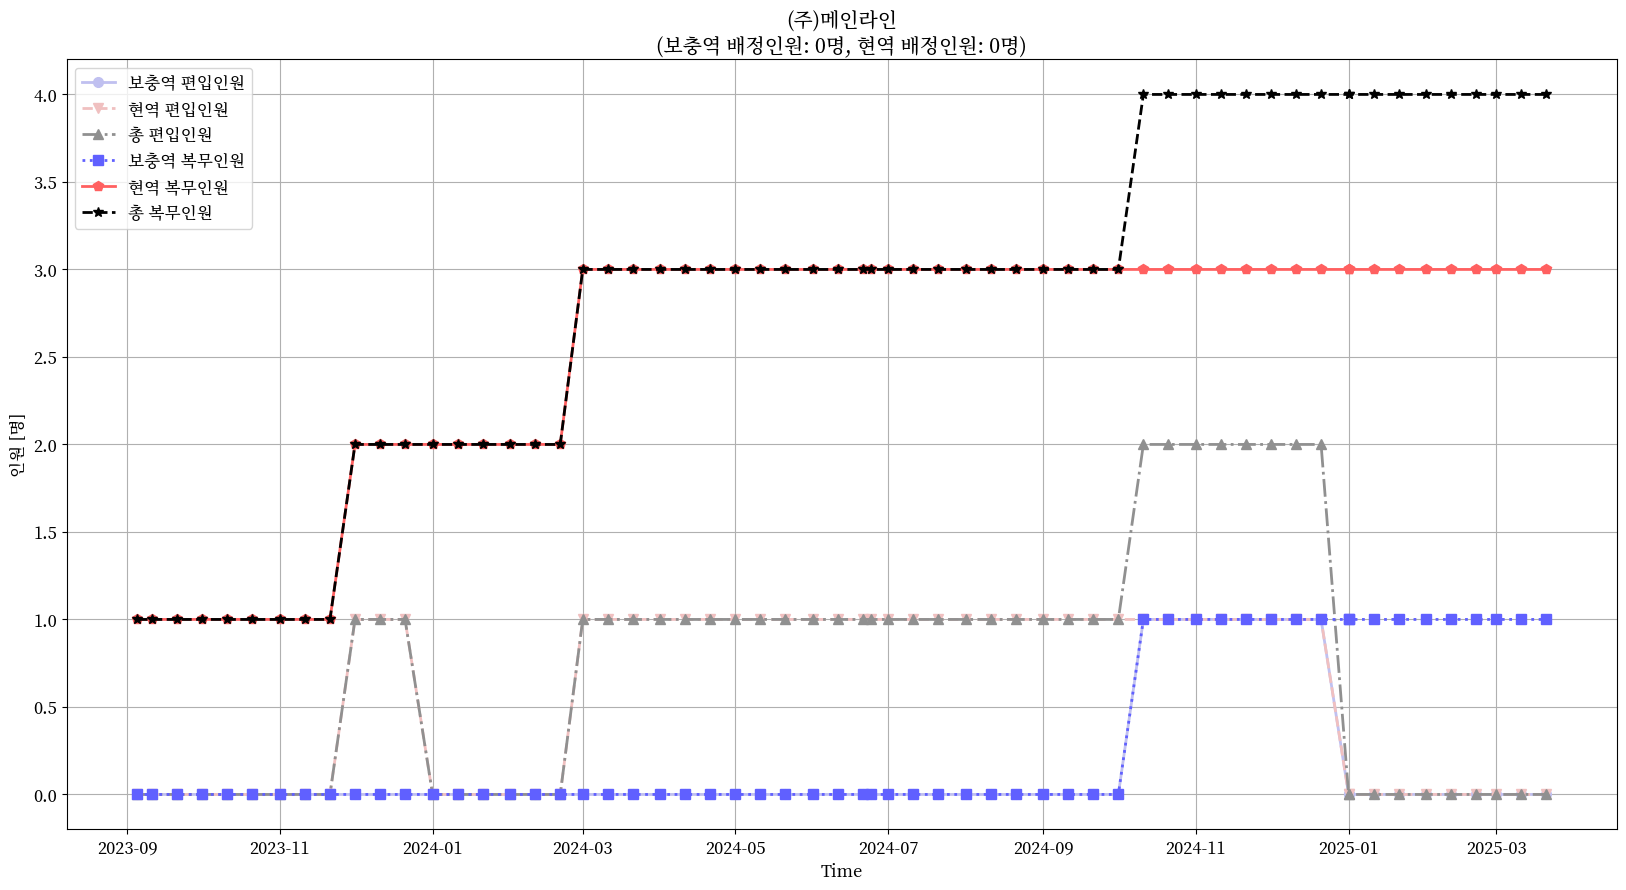 (주)메인라인
(보충역 배정인원: 0명, 현역 배정인원: 0명)
보충역 편입인원
현역 편입인원
총 편입인원
보충역 복무인원
현역 복무인원
총 복무인원
4.0
3.5
3.0
2.5
2.0
1.5
1.0
0.5
0.0
인원 [명]
2023-09
2023-11
2024-01
2024-03
2024-05
2024-07
2024-09
2024-11
2025-01
2025-03
Time